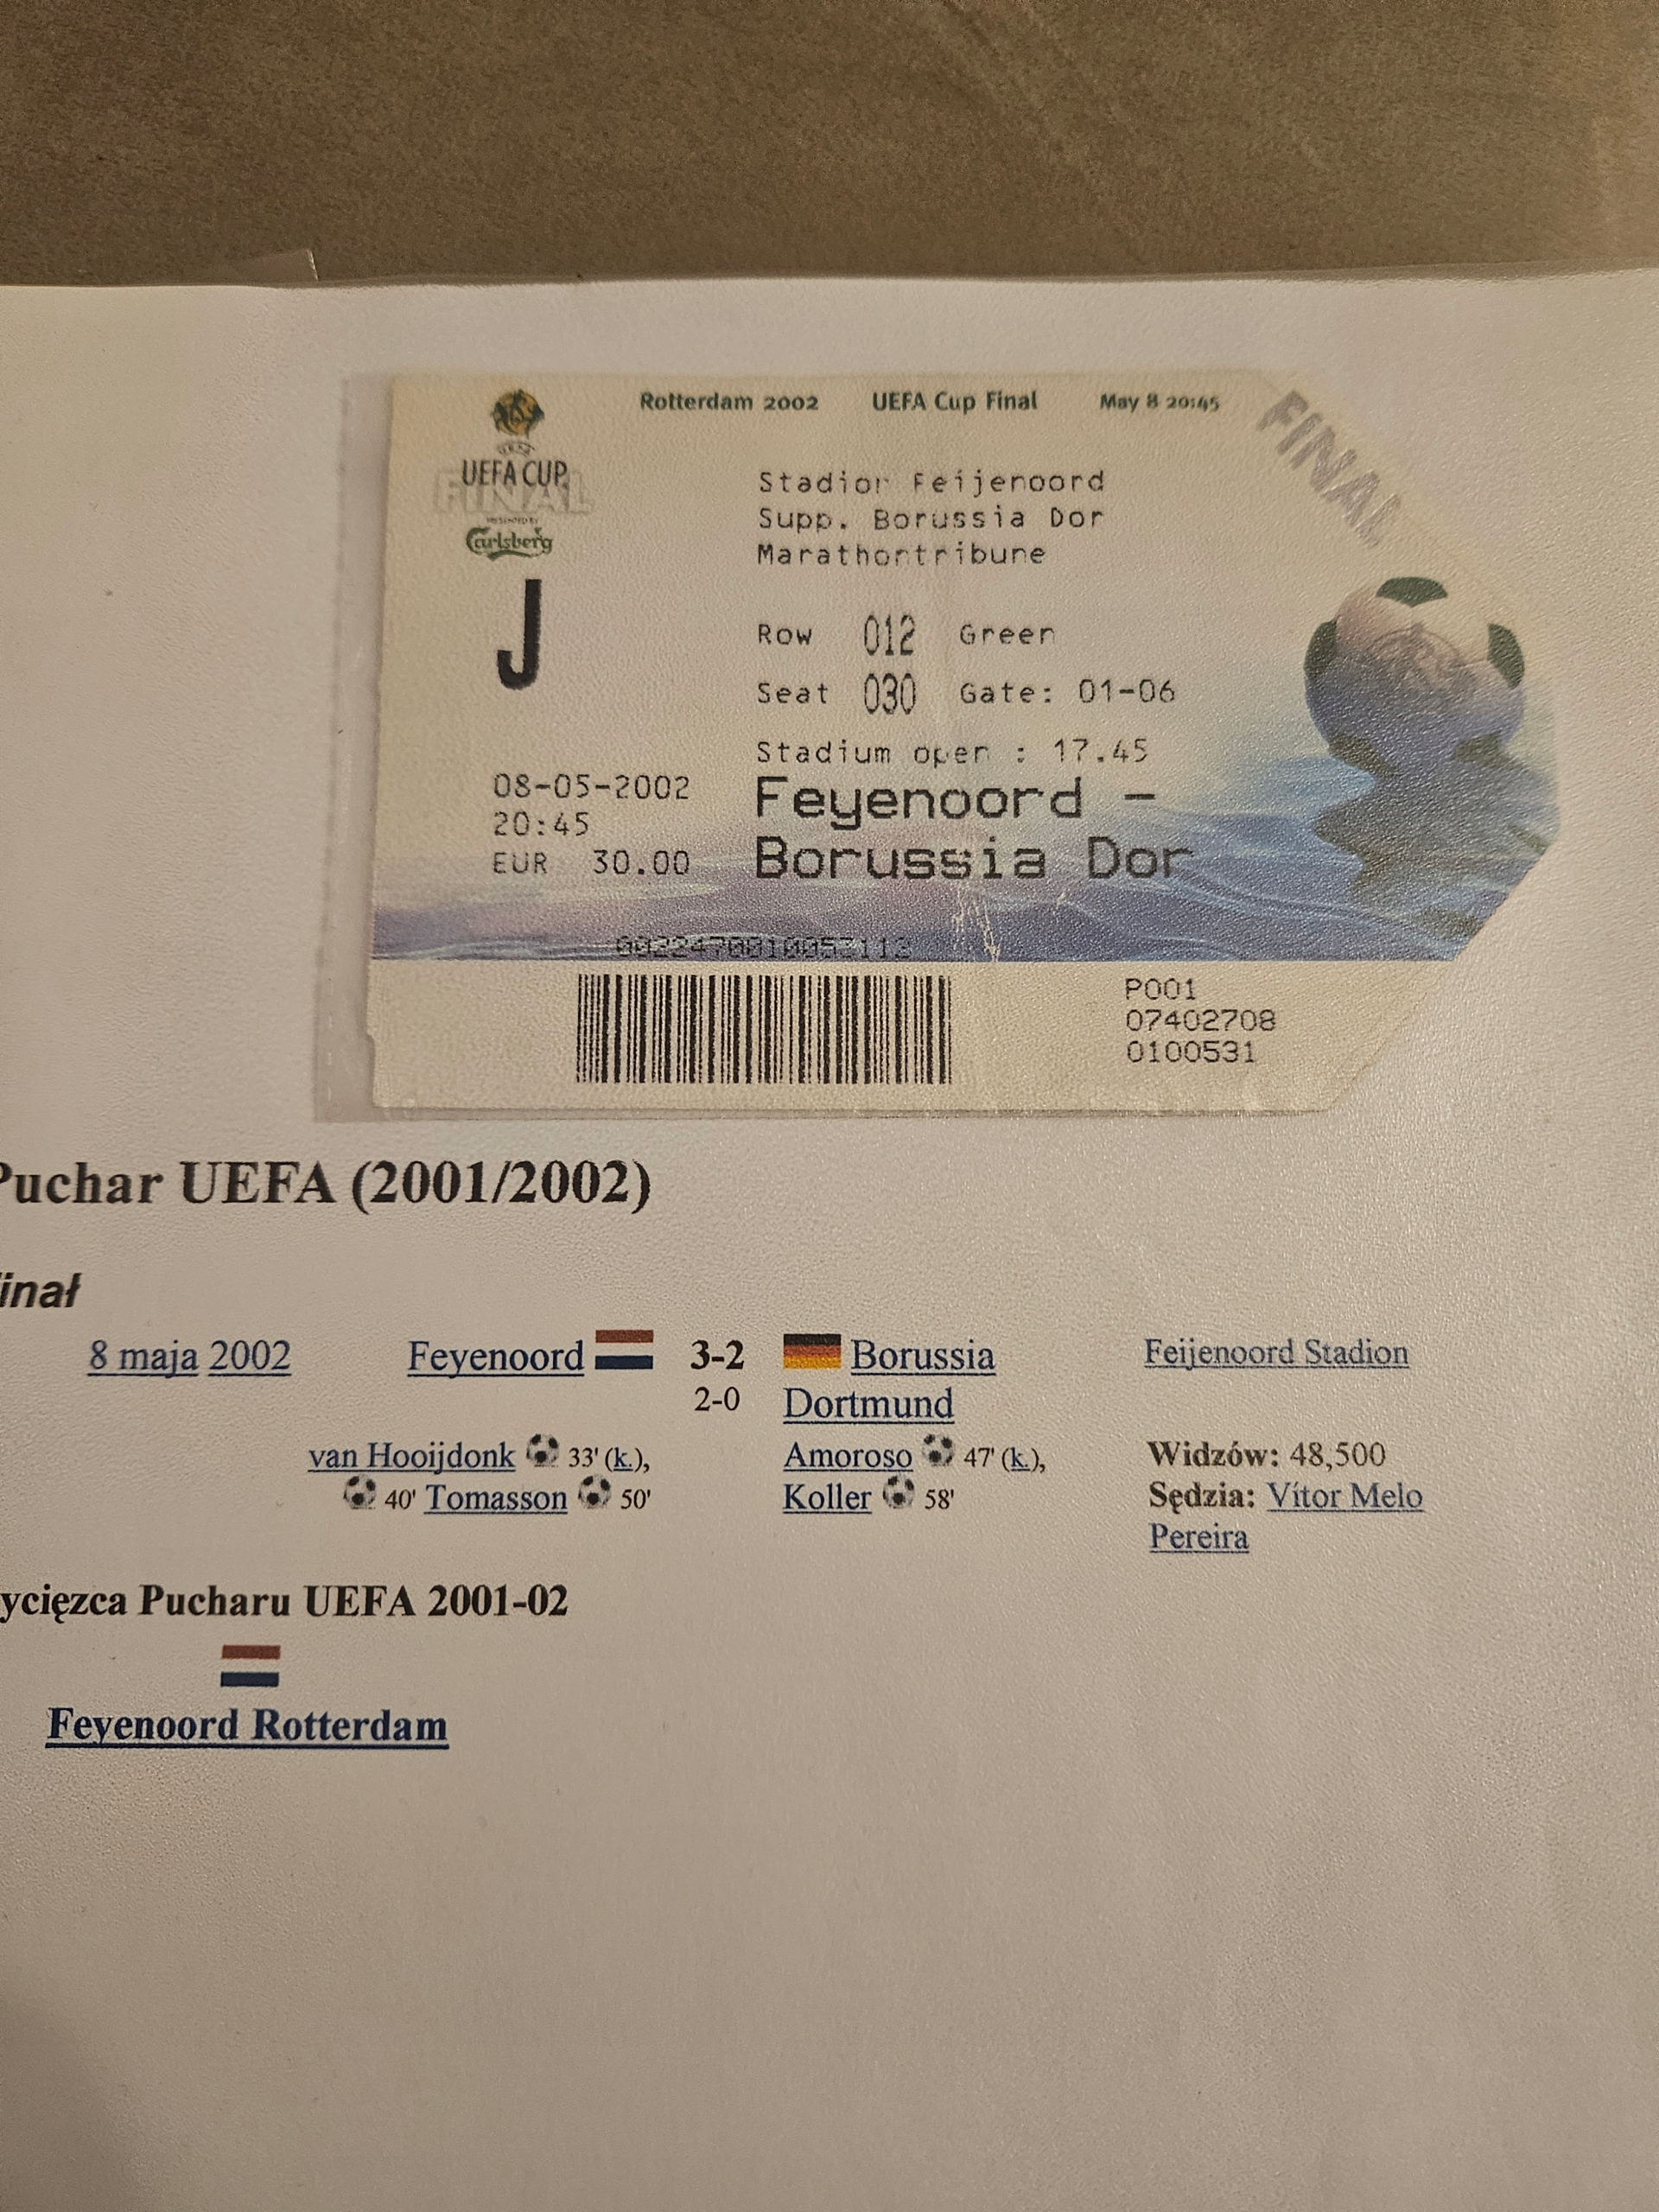 Rotterdam 2002 UEFA Cup Final May 8 20:45
FINAL
UEFA CUP
FINAL
PRESENTED BY
Carlsberg
Stadion Feijenoord
Supp. Borussia Dor
Marathontribune
J
Row 012 Green
Seat 030 Gate: 01-06
Stadium open : 17.45
08-05-2002
20:45
EUR 30.00
Feyenoord -
Borussia Dor
P001
07402708
0100531
Puchar UEFA (2001/2002)
inał
8 maja 2002 Feyenoord 3-2 Borussia Feijenoord Stadion
2-0 Dortmund
van Hooijdonk 33' (k.), Amoroso 47' (k.), Widzów: 48,500
40' Tomasson 50' Koller 58' Sędzia: Vítor Melo
Pereira
ycięzca Pucharu UEFA 2001-02
Feyenoord Rotterdam